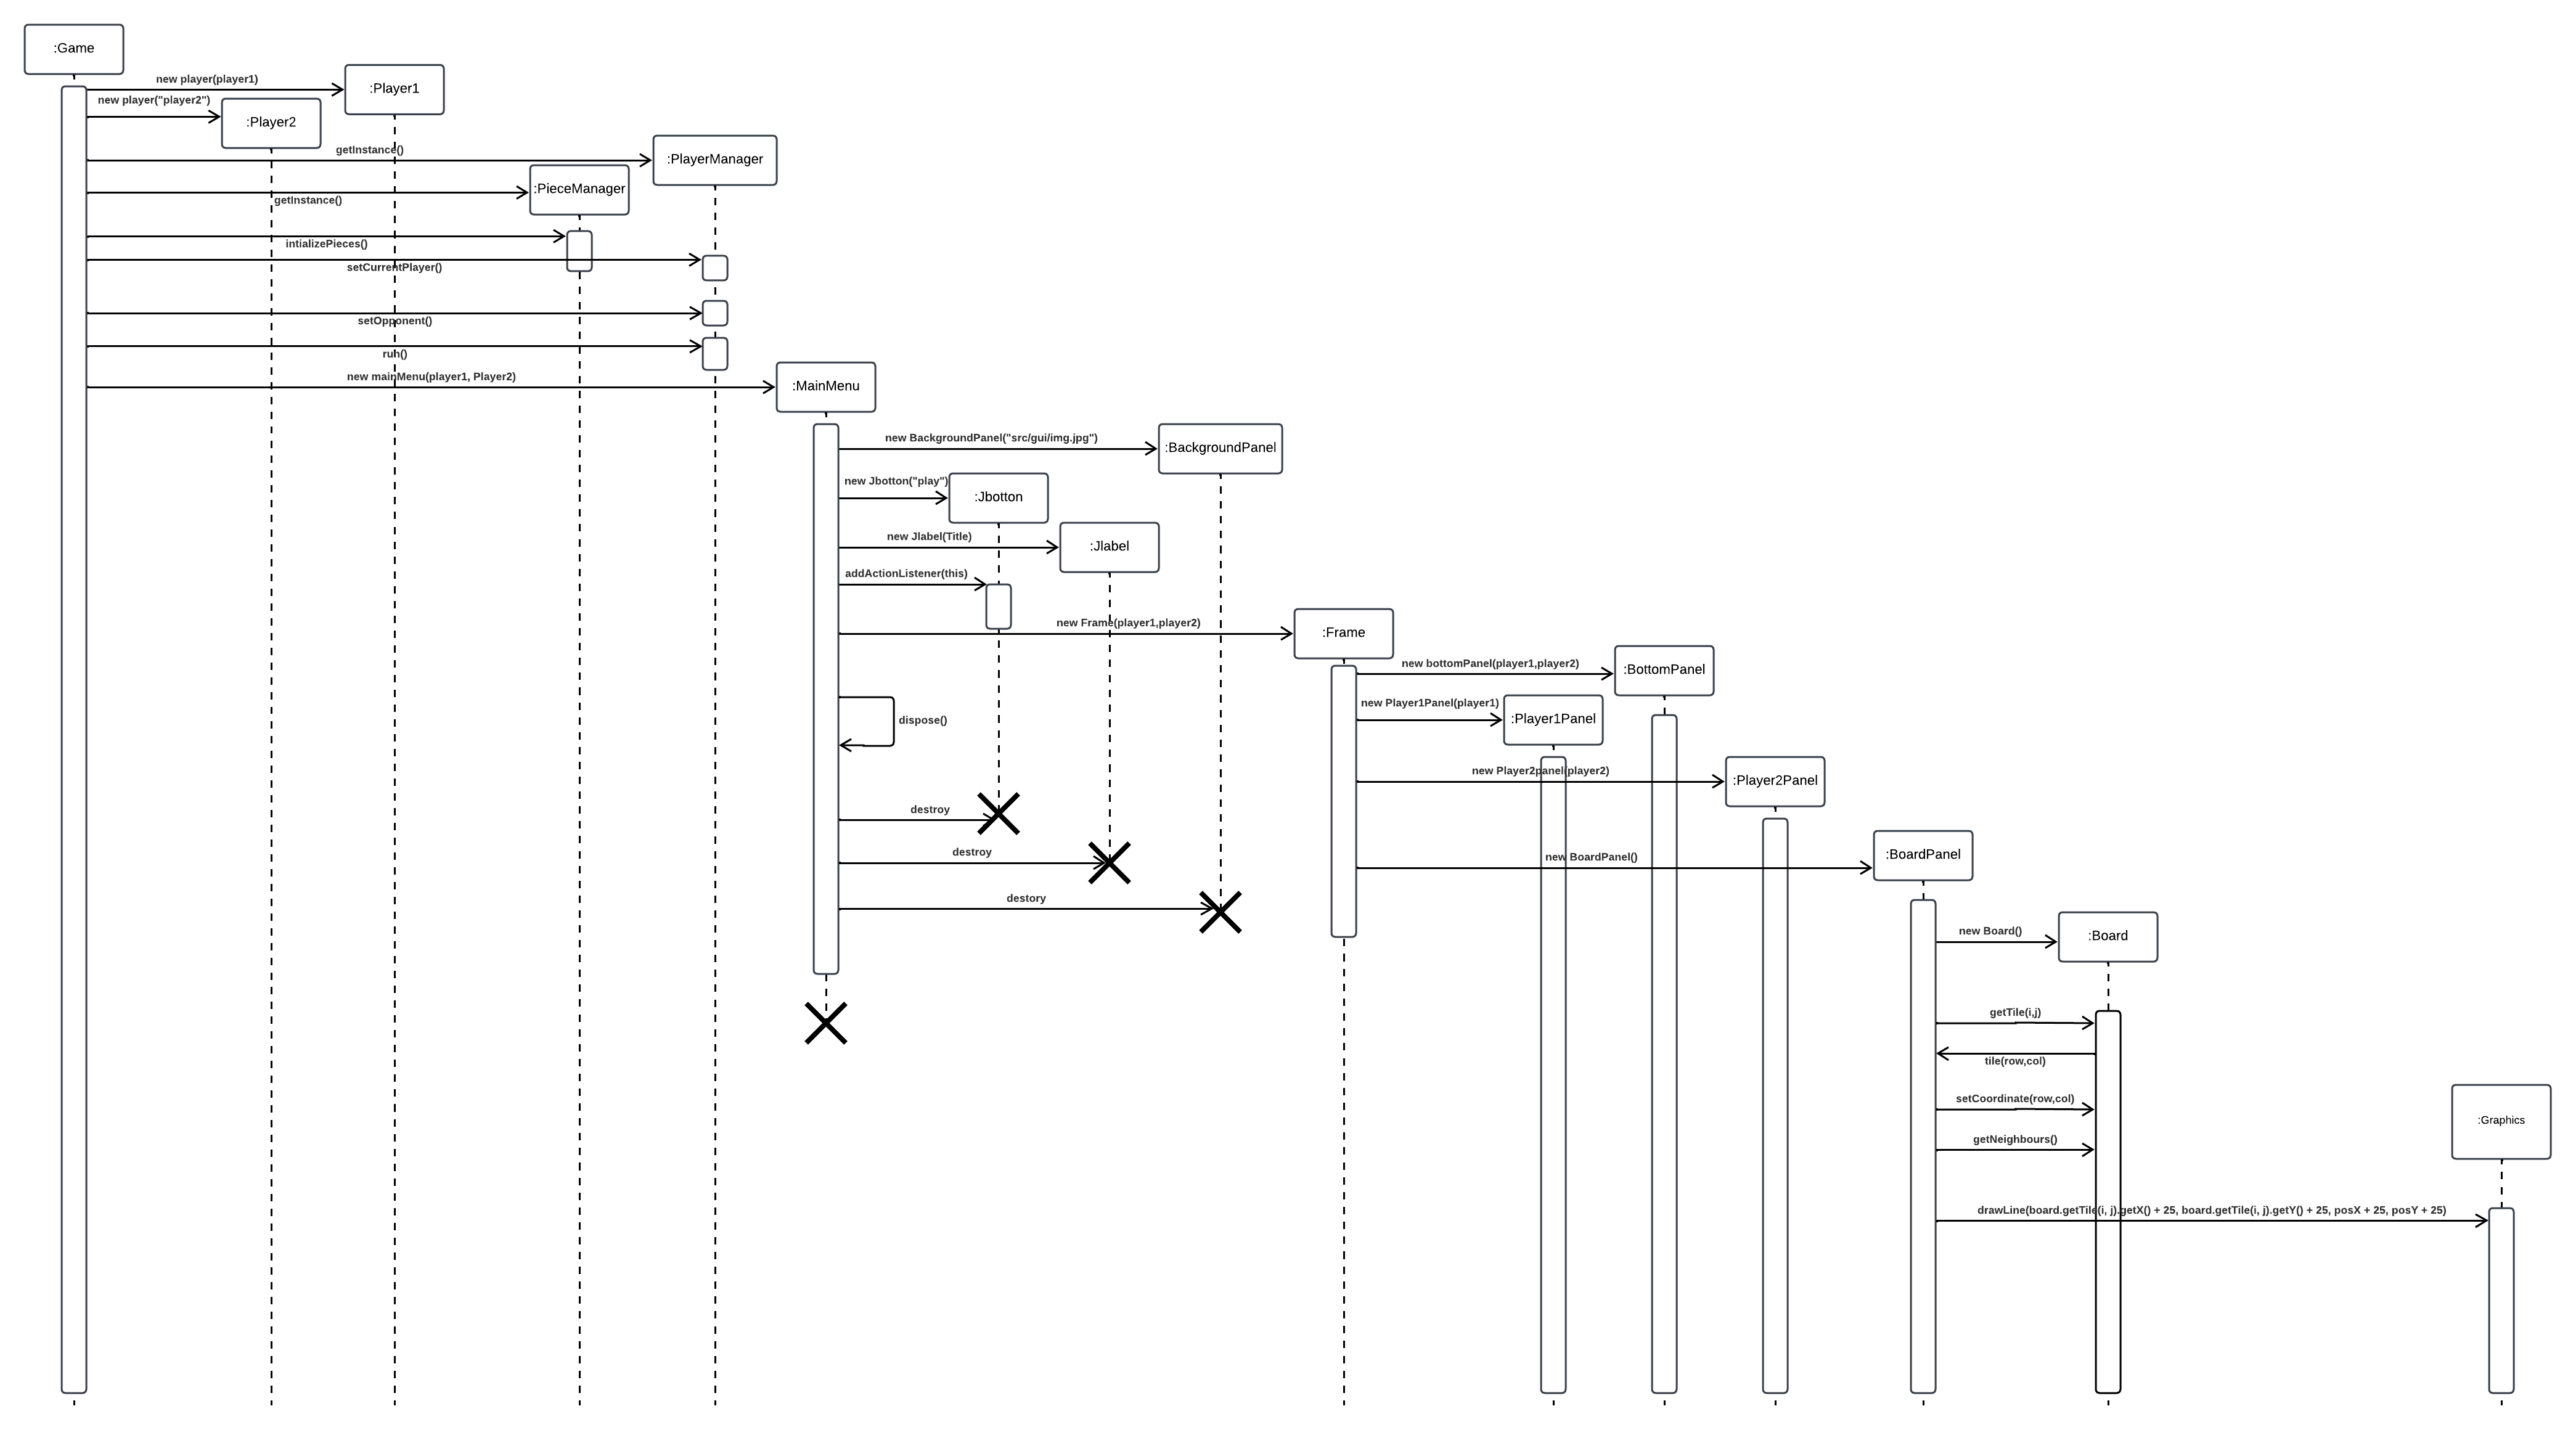 :Game
new player(player1)
:Player1
new player("player2")
:Player2
getInstance()
:PlayerManager
:PieceManager
getInstance()
intializePieces()
setCurrentPlayer()
setOpponent()
run()
new mainMenu(player1, Player2)
:MainMenu
new BackgroundPanel("src/gui/img.jpg")
:BackgroundPanel
new Jbotton("play")
:Jbotton
new Jlabel(Title)
:Jlabel
addActionListener(this)
new Frame(player1,player2)
:Frame
new bottomPanel(player1,player2)
:BottomPanel
new Player1Panel(player1)
:Player1Panel
dispose()
new Player2panel(player2)
:Player2Panel
destroy
destroy
new BoardPanel()
:BoardPanel
destory
new Board()
:Board
getTile(i,j)
tile(row,col)
setCoordinate(row,col)
:Graphics
getNeighbours()
drawLine(board.getTile(i, j).getX() + 25, board.getTile(i, j).getY() + 25, posX + 25, posY + 25)